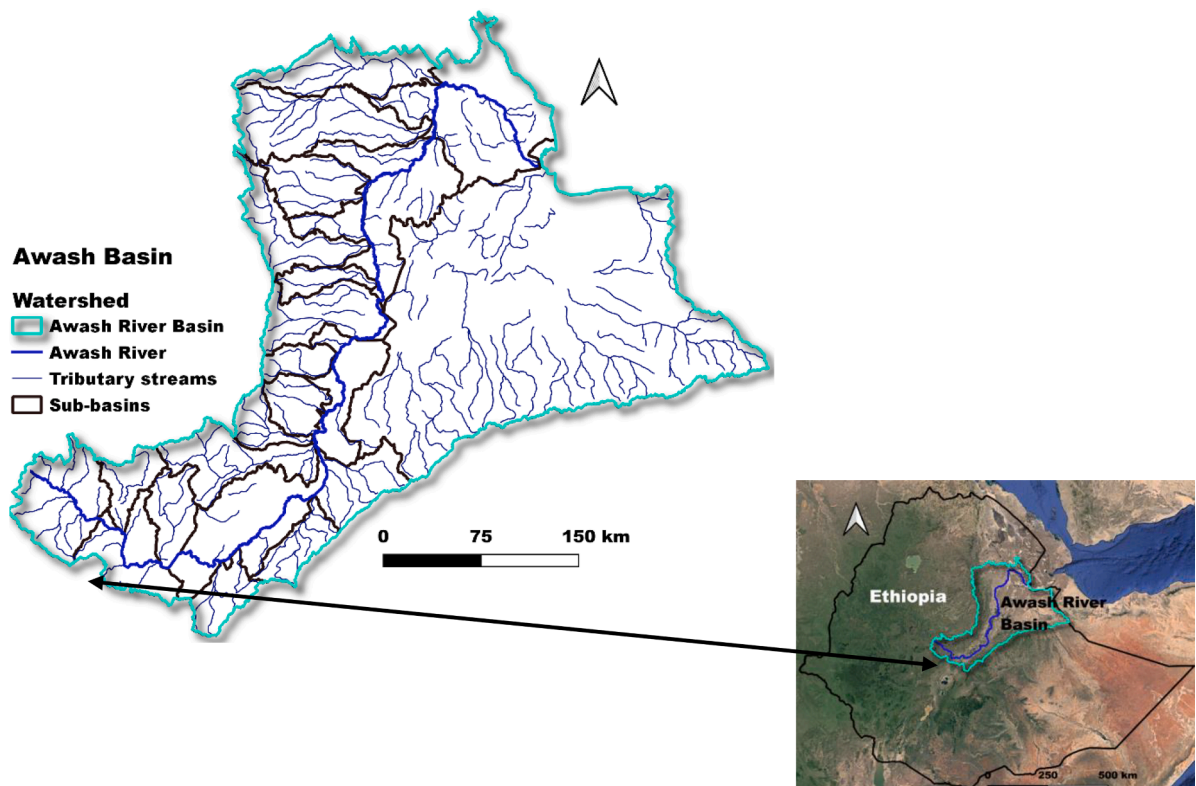 Awash Basin
Watershed
Awash River Basin
Awash River
Tributary streams
Sub-basins
0 75 150 km
Ethiopia
Awash River
Basin
0 250 500 km